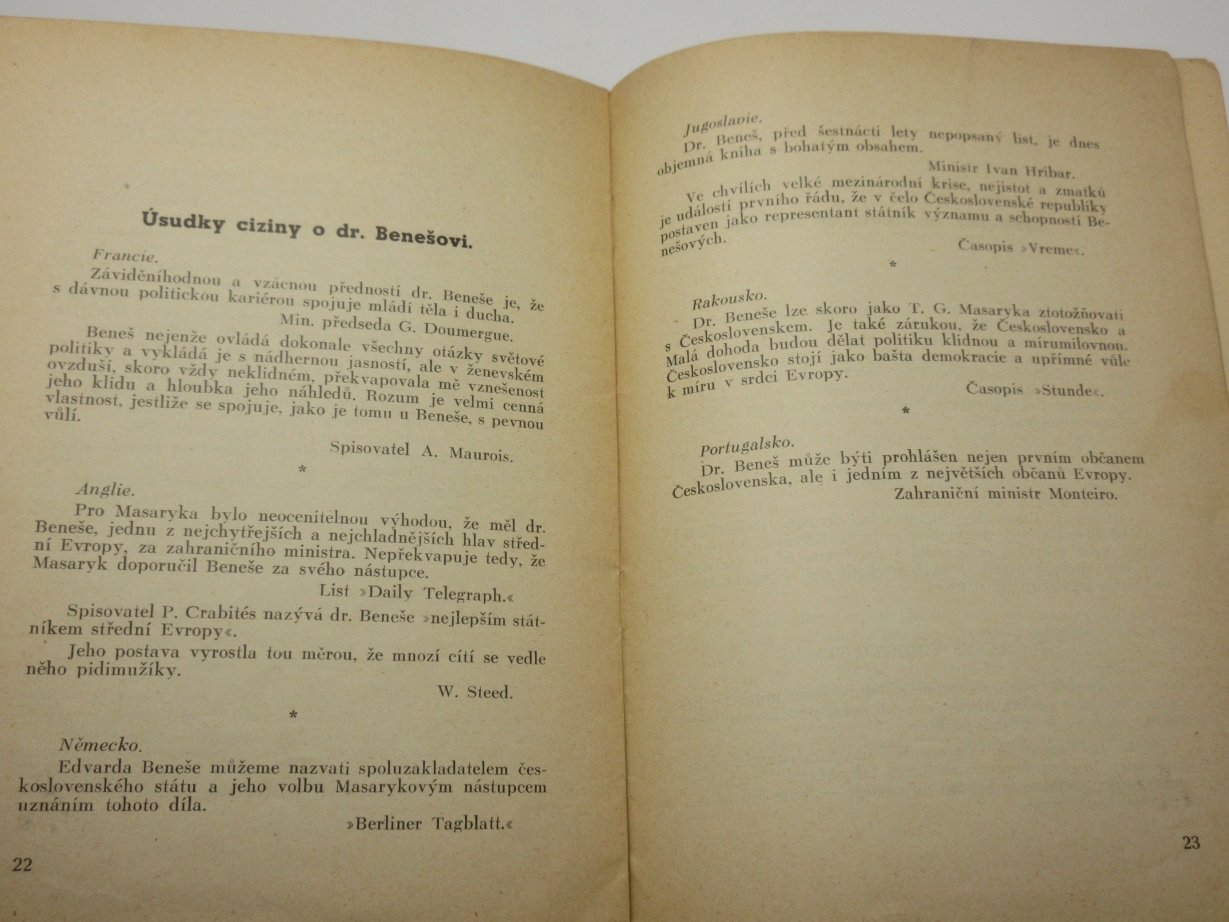 Úsudky ciziny o dr. Benešovi.
Francie.
Záviděníhodnou a vzácnou předností dr. Beneše je, že
s dávnou politickou kariérou spojuje mládí těla i ducha.
Min. předseda G. Doumergue.
Beneš nejenže ovládá dokonale všechny otázky světové
politiky a vykládá je s nádhernou jasností, ale v ženevském
ovzduší, skoro vždy neklidném, překvapovala mě vznešenost
jeho klidu a hloubka jeho náhledů. Rozum je velmi cenná
vlastnost, jestliže se spojuje, jako je tomu u Beneše, s pevnou
vůlí.
Spisovatel A. Maurois.
*
Anglie.
Pro Masaryka bylo neocenitelnou výhodou, že měl dr.
Beneše, jednu z nejchytřejších a nejchladnějších hlav střed-
ní Evropy, za zahraničního ministra. Nepřekvapuje tedy, že
Masaryk doporučil Beneše za svého nástupce.
List »Daily Telegraph.«
Spisovatel P. Crabités nazývá dr. Beneše »nejlepším stát-
níkem střední Evropy«.
Jeho postava vyrostla tou měrou, že mnozí cítí se vedle
něho pidimužíky.
W. Steed.
*
Německo.
Edvarda Beneše můžeme nazvati spoluzakladatelem čes-
koslovenského státu a jeho volbu Masarykovým nástupcem
uznáním tohoto díla.
»Berliner Tagblatt.«
22
Jugoslavie.
Dr. Beneš, před šestnácti lety nepopsaný list, je dnes
objemná kniha s bohatým obsahem.
Ministr Ivan Hribar.
Ve chvílích velké mezinárodní krise, nejistot a zmatků
je událostí prvního řádu, že v čelo Československé republiky
postaven jako representant státník významu a schopností Be-
nešových.
Časopis »Vreme«.
*
Rakousko.
Dr. Beneše lze skoro jako T. G. Masaryka ztotožňovati
s Československem. Je také zárukou, že Československo a
Malá dohoda budou dělat politiku klidnou a mírumilovnou.
Československo stojí jako bašta demokracie a upřímné vůle
k míru v srdci Evropy.
Časopis »Stunde«.
*
Portugalsko.
Dr. Beneš může býti prohlášen nejen prvním občanem
Československa, ale i jedním z největších občanů Evropy.
Zahraniční ministr Monteiro.
23